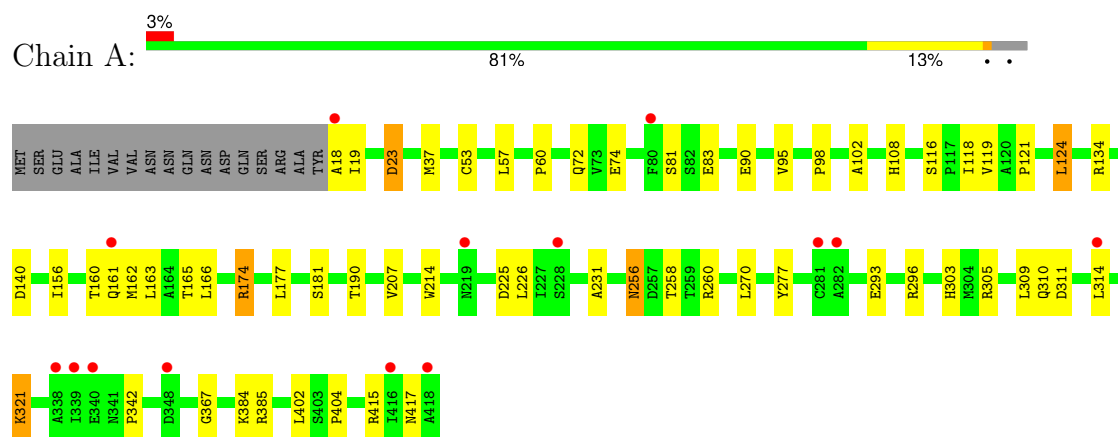 3%
Chain A:
81% 13% • •
MET SER GLU ALA ILE VAL VAL ASN ASN GLN ASN ASP GLN SER ARG ALA TYR A18 I19 D23 M37 C53 L57 P60 Q72 V73 E74 F80 S81 S82 E83 E90 V95 P98 A102 H108 S116 P117 I118 V119 A120 P121 L124 R134
D140 I156 T160 Q161 M162 L163 A164 T165 L166 R174 L177 S181 T190 V207 W214 N219 D225 L226 I227 S228 A231 N256 D257 T258 T259 R260 L270 Y277 C281 A282 E293 R296 H303 M304 R305 L309 Q310 D311 L314
K321 A338 I339 E340 N341 P342 D348 G367 K384 R385 L402 S403 P404 R415 I416 N417 A418